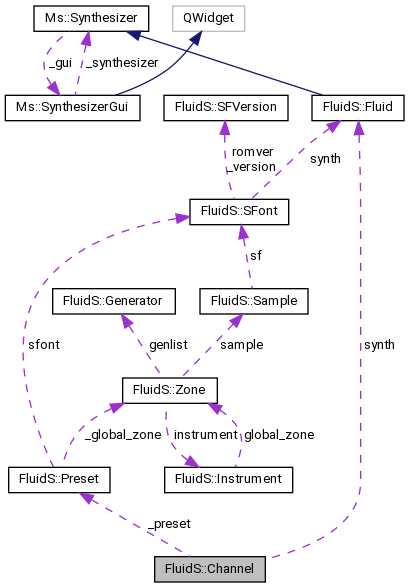 Ms::Synthesizer
QWidget
_gui
_synthesizer
Ms::SynthesizerGui
FluidS::SFVersion
FluidS::Fluid
romver
_version
synth
FluidS::SFont
sf
FluidS::Generator
FluidS::Sample
sfont
genlist
sample
synth
FluidS::Zone
_global_zone
instrument
global_zone
FluidS::Preset
FluidS::Instrument
_preset
FluidS::Channel